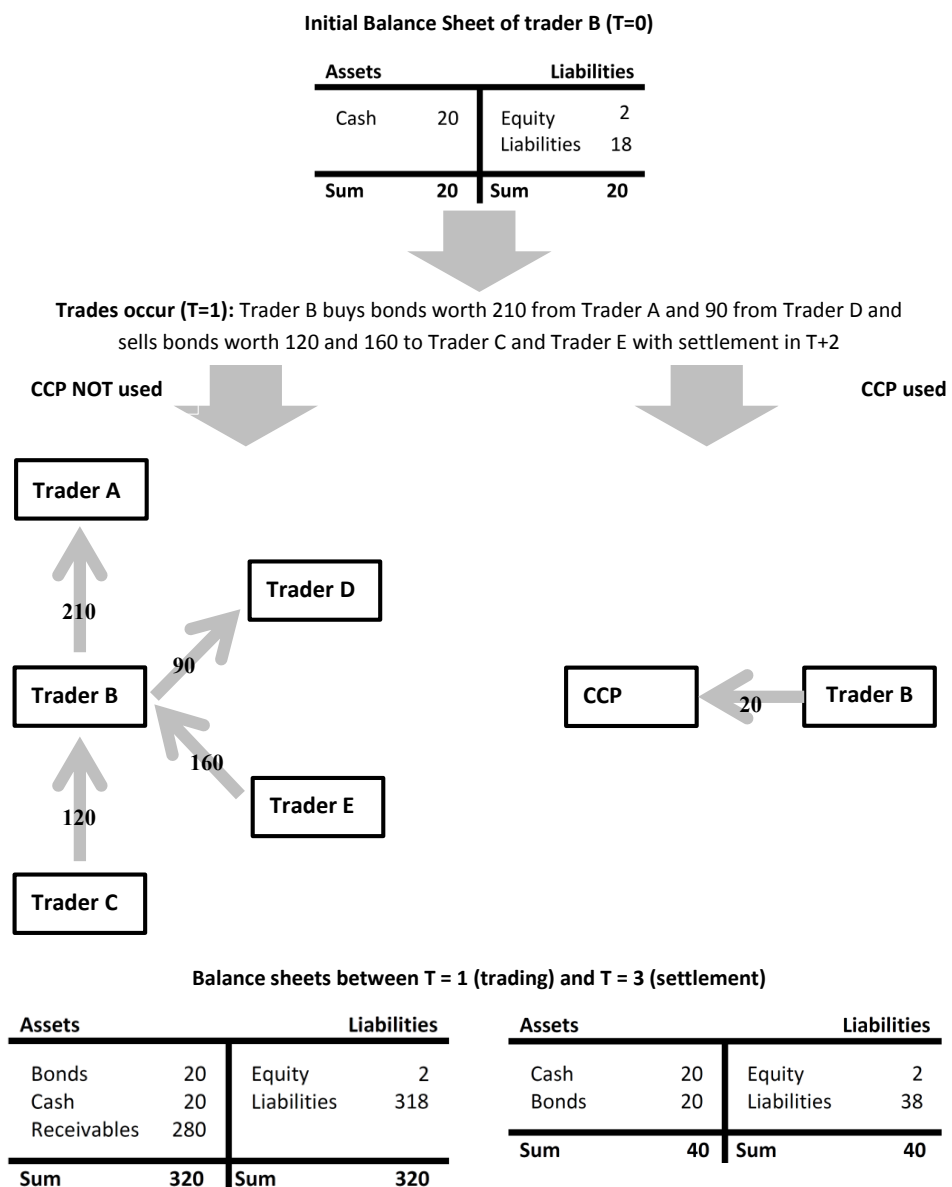 Initial Balance Sheet of trader B (T=0)
Assets Liabilities
Cash 20 Equity 2
Liabilities 18
Sum 20 Sum 20
Trades occur (T=1): Trader B buys bonds worth 210 from Trader A and 90 from Trader D and
sells bonds worth 120 and 160 to Trader C and Trader E with settlement in T+2
CCP NOT used
CCP used
Trader A
210
Trader D
90
Trader B
160
120
Trader E
Trader C
CCP
20
Trader B
Balance sheets between T = 1 (trading) and T = 3 (settlement)
Assets Liabilities
Bonds 20 Equity 2
Cash 20 Liabilities 318
Receivables 280
Sum 320 Sum 320
Assets Liabilities
Cash 20 Equity 2
Bonds 20 Liabilities 38
Sum 40 Sum 40